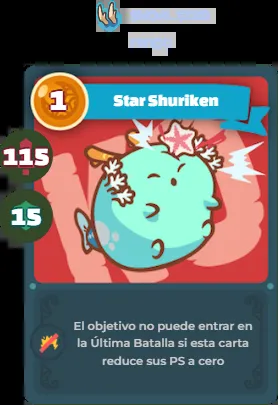 1
Star Shuriken
115
15
El objetivo no puede entrar en
la Última Batalla si esta carta
reduce sus PS a cero